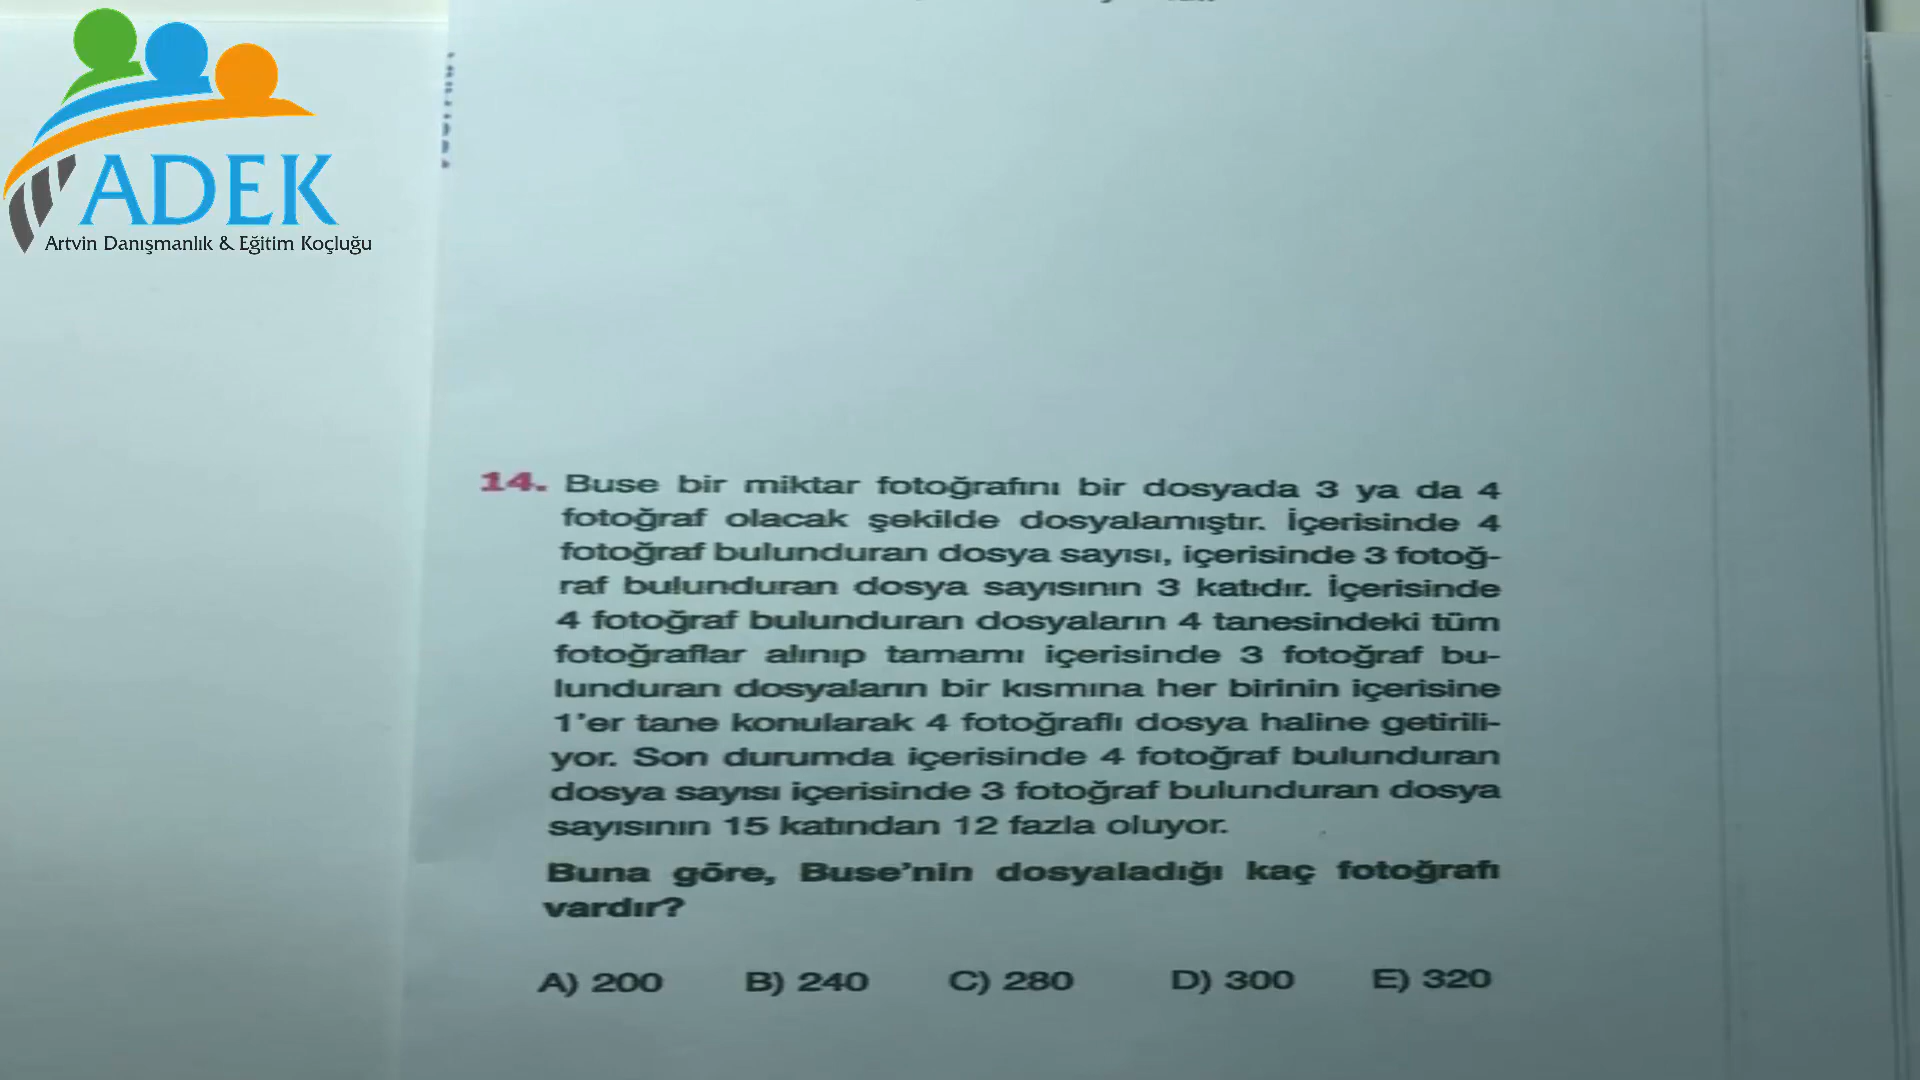 ADEK
Artvin Danışmanlık & Eğitim Koçluğu
14. Buse bir miktar fotoğrafını bir dosyada 3 ya da 4
fotoğraf olacak şekilde dosyalamıştır. İçerisinde 4
fotoğraf bulunduran dosya sayısı, içerisinde 3 fotoğ-
raf bulunduran dosya sayısının 3 katıdır. İçerisinde
4 fotoğraf bulunduran dosyaların 4 tanesindeki tüm
fotoğraflar alınıp tamamı içerisinde 3 fotoğraf bu-
lunduran dosyaların bir kısmına her birinin içerisine
1'er tane konularak 4 fotoğraflı dosya haline getirili-
yor. Son durumda içerisinde 4 fotoğraf bulunduran
dosya sayısı içerisinde 3 fotoğraf bulunduran dosya
sayısının 15 katından 12 fazla oluyor.
Buna göre, Buse'nin dosyaladığı kaç fotoğrafı
vardır?
A) 200 B) 240 C) 280 D) 300 E) 320